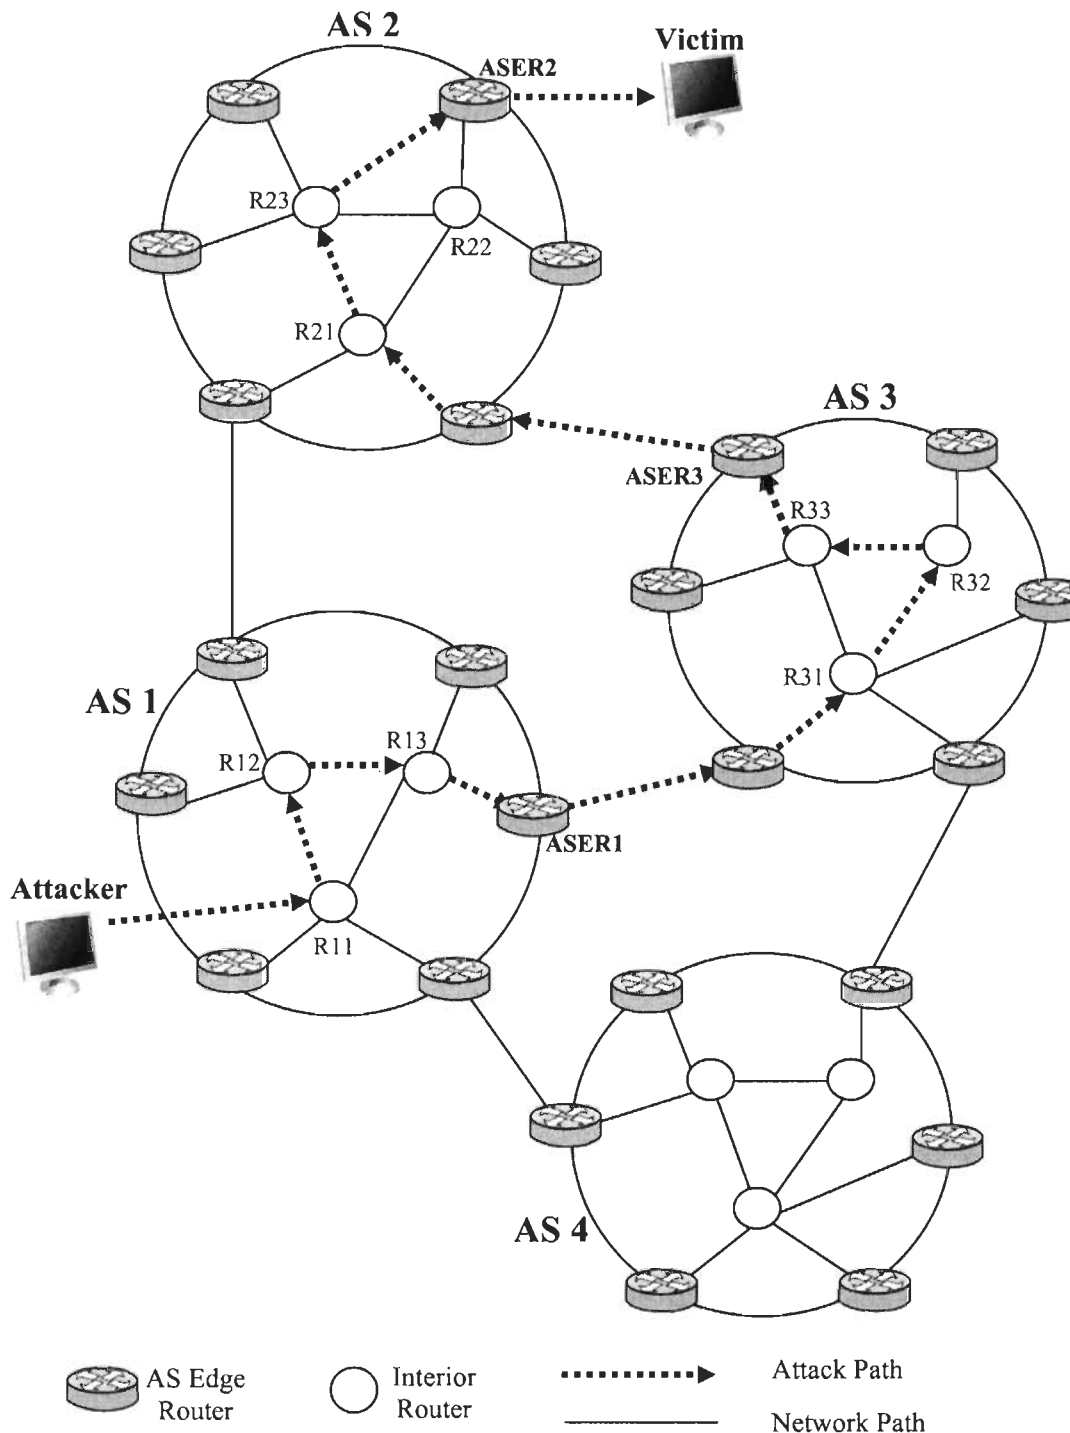 AS 2
Victim
ASER2
R23
R22
R21
AS 3
ASER3
R33
R32
R31
AS 1
R12
R13
ASER1
Attacker
R11
AS 4
AS Edge
Router
Interior
Router
Attack Path
Network Path